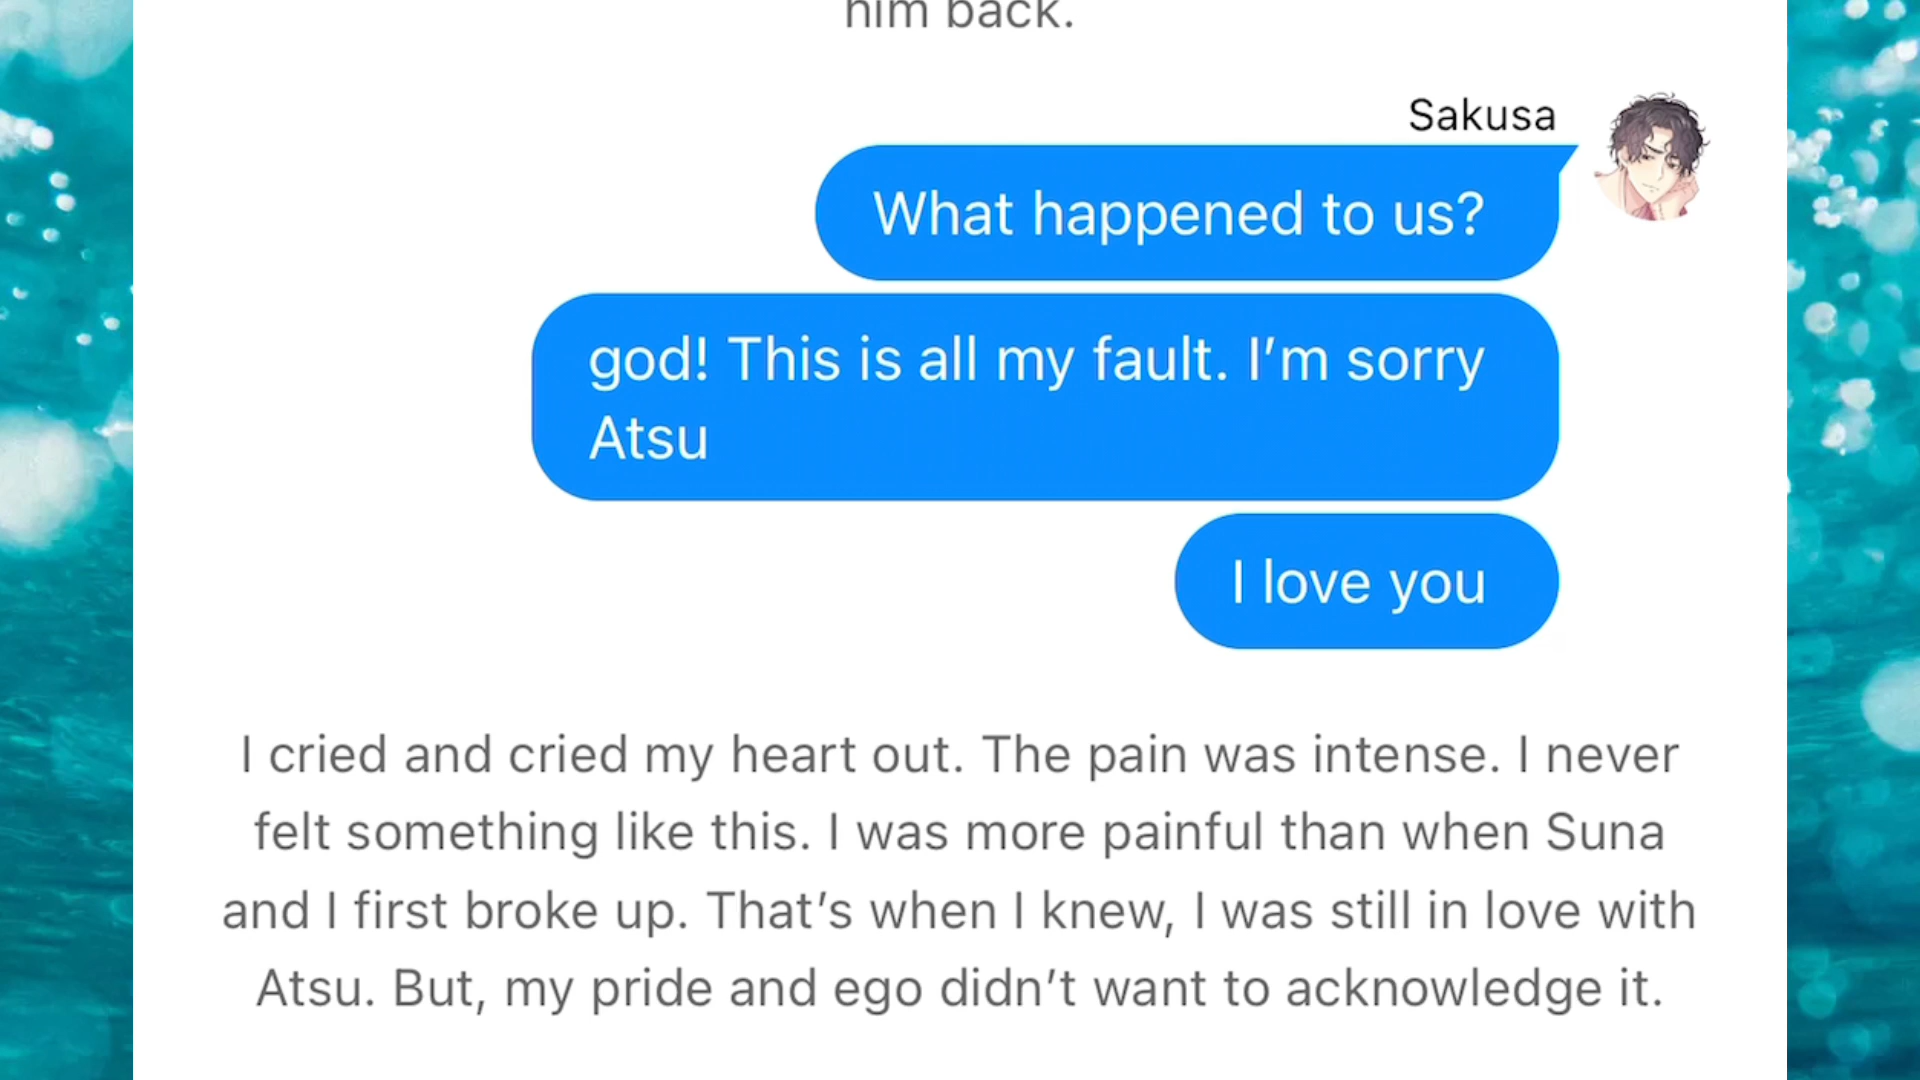 him back.
Sakusa
What happened to us?
god! This is all my fault. I’m sorry
Atsu
I love you
I cried and cried my heart out. The pain was intense. I never
felt something like this. I was more painful than when Suna
and I first broke up. That’s when I knew, I was still in love with
Atsu. But, my pride and ego didn’t want to acknowledge it.